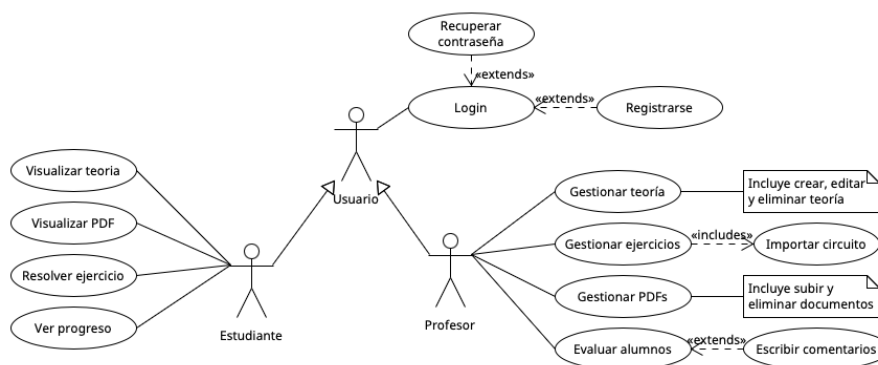 Recuperar
contraseña
«extends»
Login
«extends»
Registrarse
Usuario
Visualizar teoria
Visualizar PDF
Resolver ejercicio
Ver progreso
Estudiante
Profesor
Gestionar teoría
Incluye crear, editar
y eliminar teoría
Gestionar ejercicios
«includes»
Importar circuito
Gestionar PDFs
Incluye subir y
eliminar documentos
Evaluar alumnos
«extends»
Escribir comentarios